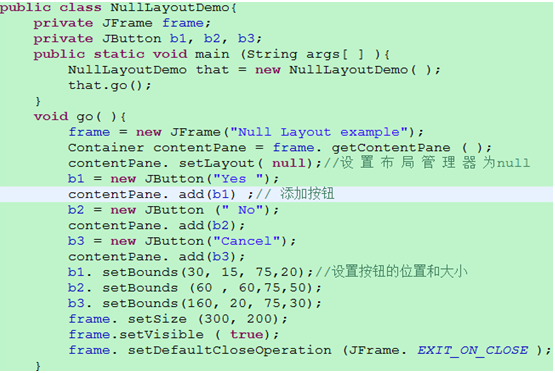 public class NullLayoutDemo{
private JFrame frame;
private JButton b1, b2, b3;
public static void main (String args[ ] ){
NullLayoutDemo that = new NullLayoutDemo( );
that.go();
}
void go( ){
frame = new JFrame("Null Layout example");
Container contentPane = frame. getContentPane ( );
contentPane. setLayout( null);//设 置 布 局 管 理 器 为null
b1 = new JButton("Yes ");
contentPane. add(b1) ;// 添加按钮
b2 = new JButton (" No");
contentPane. add(b2);
b3 = new JButton("Cancel");
contentPane. add(b3);
b1. setBounds(30, 15, 75,20);//设置按钮的位置和大小
b2. setBounds (60 , 60,75,50);
b3. setBounds(160, 20, 75,30);
frame. setSize (300, 200);
frame.setVisible ( true);
frame. setDefaultCloseOperation (JFrame. EXIT_ON_CLOSE );
}